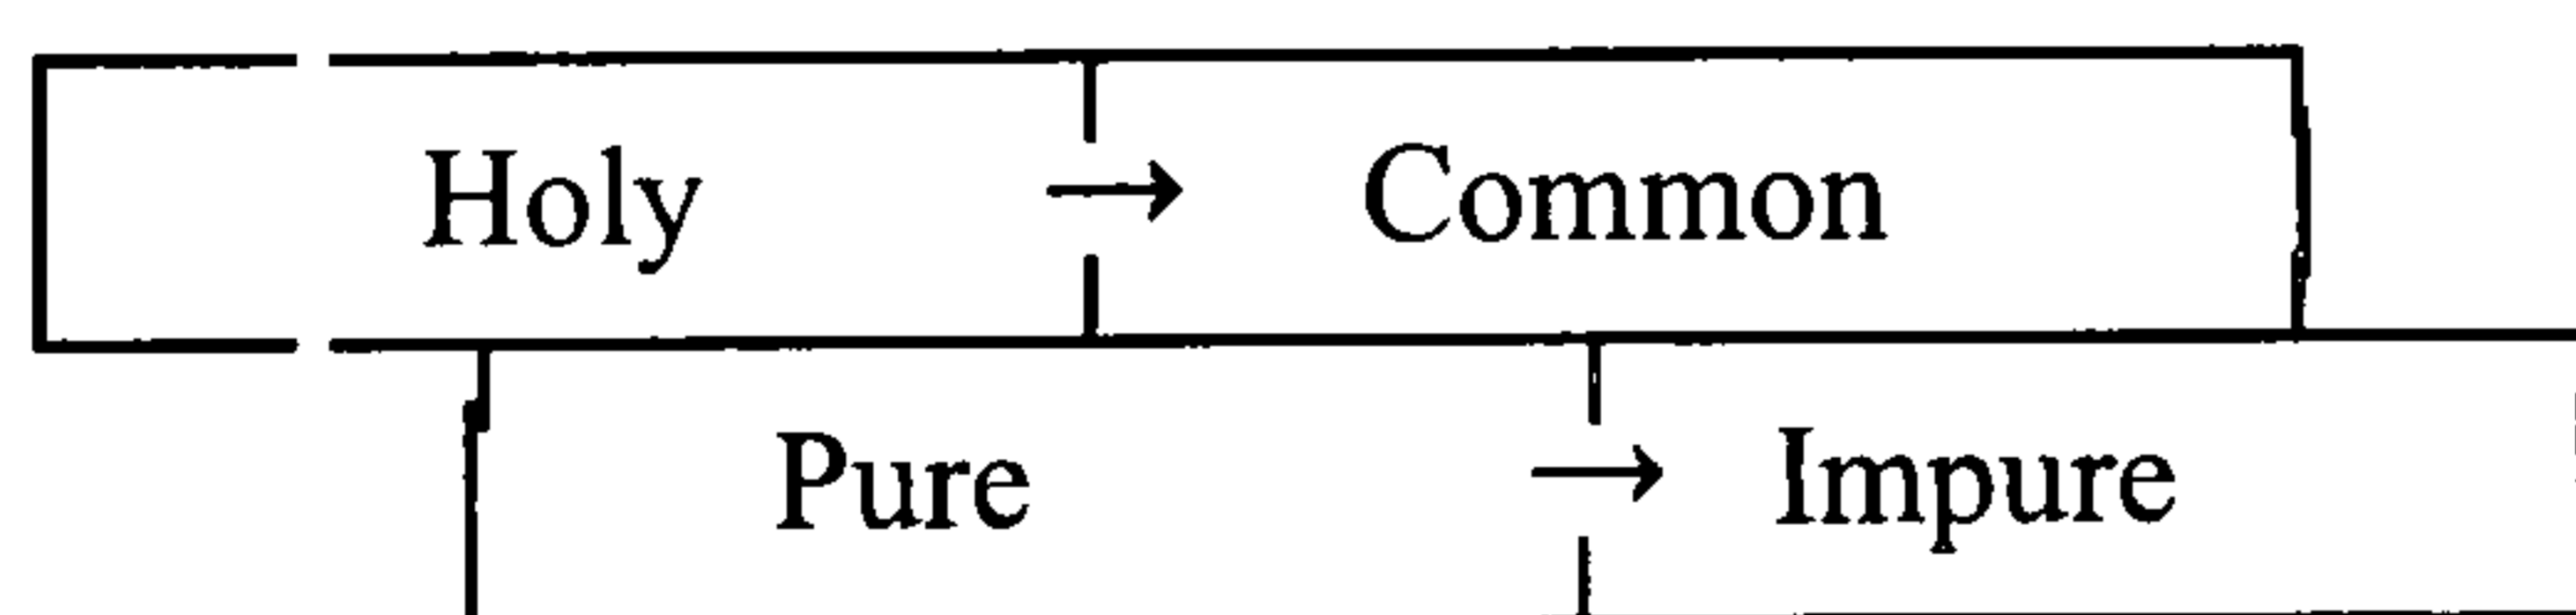 Holy → Common
Pure → Impure